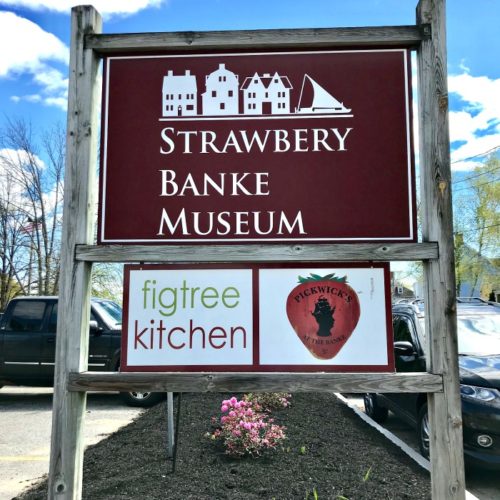 STRAWBERY
BANKE
MUSEUM
figtree
kitchen
PICKWICK'S
AT THE BANKE